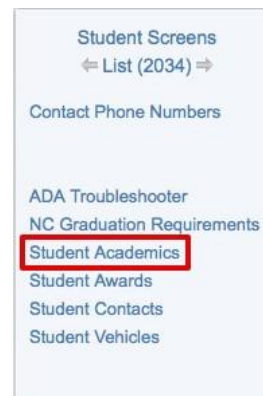 Student Screens
⇐ List (2034) ⇒
Contact Phone Numbers
ADA Troubleshooter
NC Graduation Requirements
Student Academics
Student Awards
Student Contacts
Student Vehicles